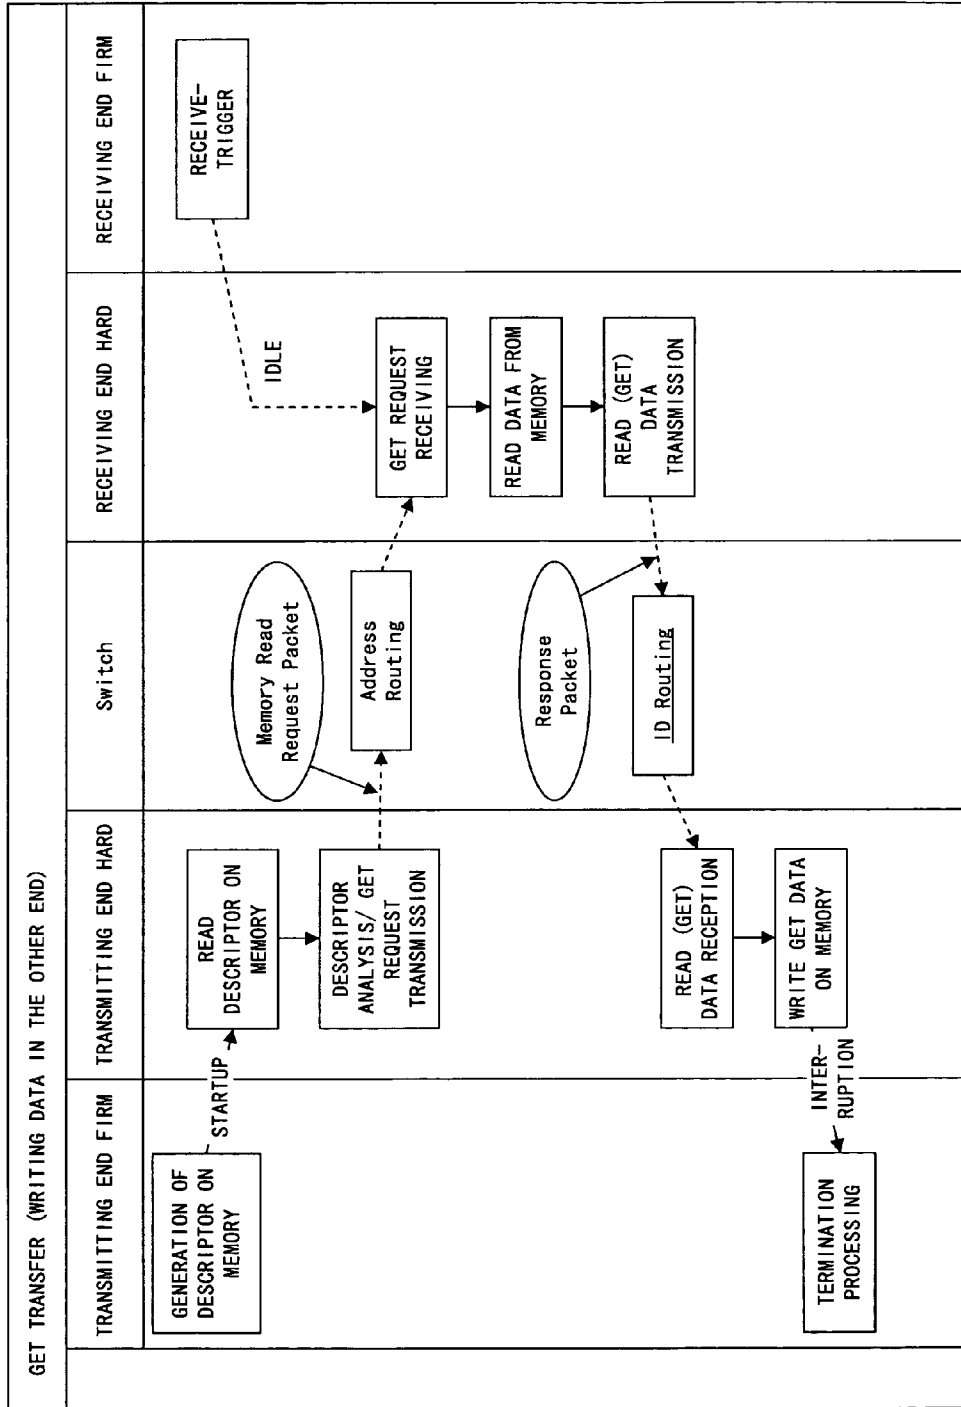 GET TRANSFER (WRITING DATA IN THE OTHER END)
TRANSMITTING END FIRM
TRANSMITTING END HARD
Switch
RECEIVING END HARD
RECEIVING END FIRM
GENERATION OF
DESCRIPTOR ON
MEMORY
STARTUP
READ
DESCRIPTOR ON
MEMORY
DESCRIPTOR
ANALYSIS/ GET
REQUEST
TRANSMISSION
Memory Read
Request Packet
Address
Routing
RECEIVE-
TRIGGER
IDLE
GET REQUEST
RECEIVING
READ DATA FROM
MEMORY
READ (GET)
DATA
TRANSMISSION
Response
Packet
ID Routing
READ (GET)
DATA RECEPTION
WRITE GET DATA
ON MEMORY
INTER-
RUPTION
TERMINATION
PROCESSING